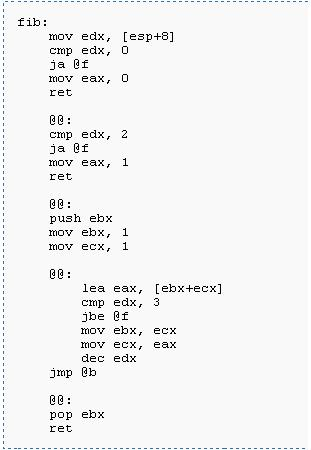 fib:
    mov edx, [esp+8]
    cmp edx, 0
    ja @f
    mov eax, 0
    ret

    @@:
    cmp edx, 2
    ja @f
    mov eax, 1
    ret

    @@:
    push ebx
    mov ebx, 1
    mov ecx, 1

    @@:
        lea eax, [ebx+ecx]
        cmp edx, 3
        jbe @f
        mov ebx, ecx
        mov ecx, eax
        dec edx
    jmp @b

    @@:
    pop ebx
    ret